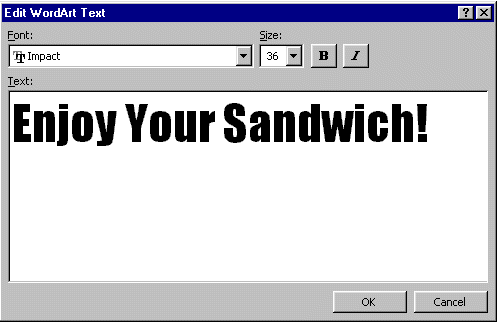 Edit WordArt Text
Font: Size:
Impact 36 B I
Text:
Enjoy Your Sandwich!
OK Cancel